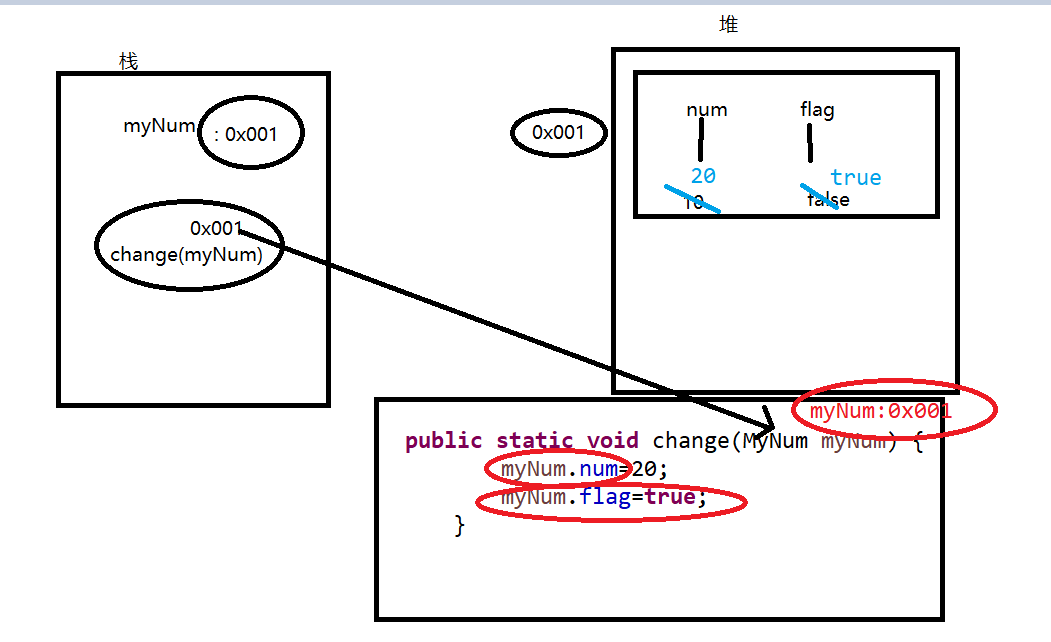 栈
myNum : 0x001
0x001
change(myNum)
堆
0x001
num flag
20 true
10 false
myNum:0x001
public static void change(MyNum myNum) {
myNum.num=20;
myNum.flag=true;
}